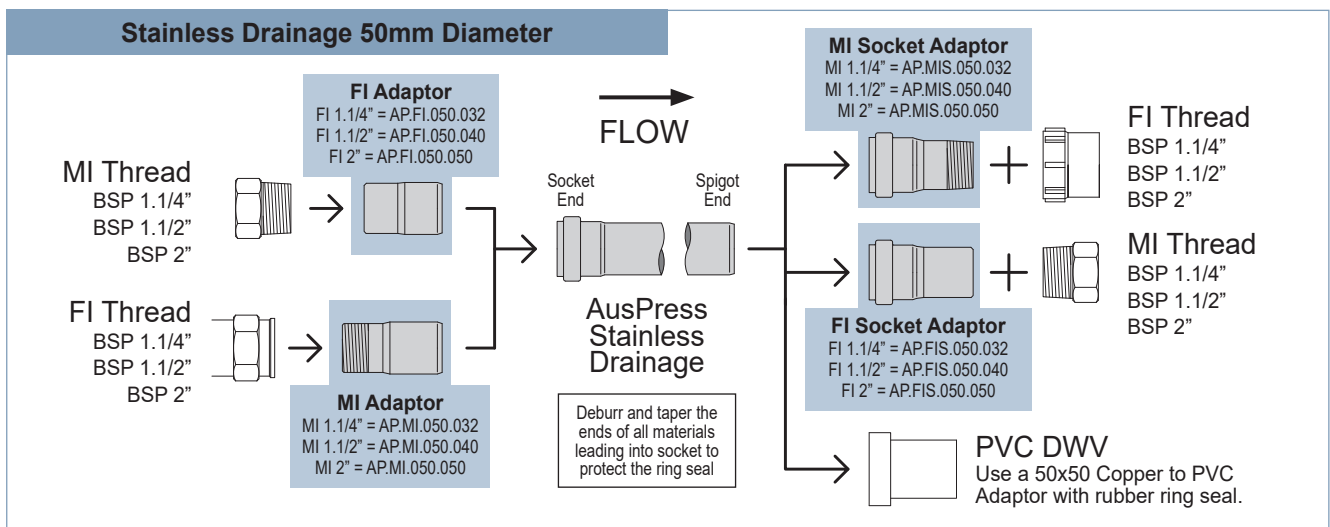 Stainless Drainage 50mm Diameter
FI Adaptor
FI 1.1/4” = AP.FI.050.032
FI 1.1/2” = AP.FI.050.040
FI 2” = AP.FI.050.050
MI Thread
BSP 1.1/4”
BSP 1.1/2”
BSP 2”
FI Thread
BSP 1.1/4”
BSP 1.1/2”
BSP 2”
MI Adaptor
MI 1.1/4” = AP.MI.050.032
MI 1.1/2” = AP.MI.050.040
MI 2” = AP.MI.050.050
FLOW
Socket
End
Spigot
End
AusPress
Stainless
Drainage
Deburr and taper the
ends of all materials
leading into socket to
protect the ring seal
MI Socket Adaptor
MI 1.1/4” = AP.MIS.050.032
MI 1.1/2” = AP.MIS.050.040
MI 2” = AP.MIS.050.050
FI Thread
BSP 1.1/4”
BSP 1.1/2”
BSP 2”
MI Thread
BSP 1.1/4”
BSP 1.1/2”
BSP 2”
FI Socket Adaptor
FI 1.1/4” = AP.FIS.050.032
FI 1.1/2” = AP.FIS.050.040
FI 2” = AP.FIS.050.050
PVC DWV
Use a 50x50 Copper to PVC
Adaptor with rubber ring seal.